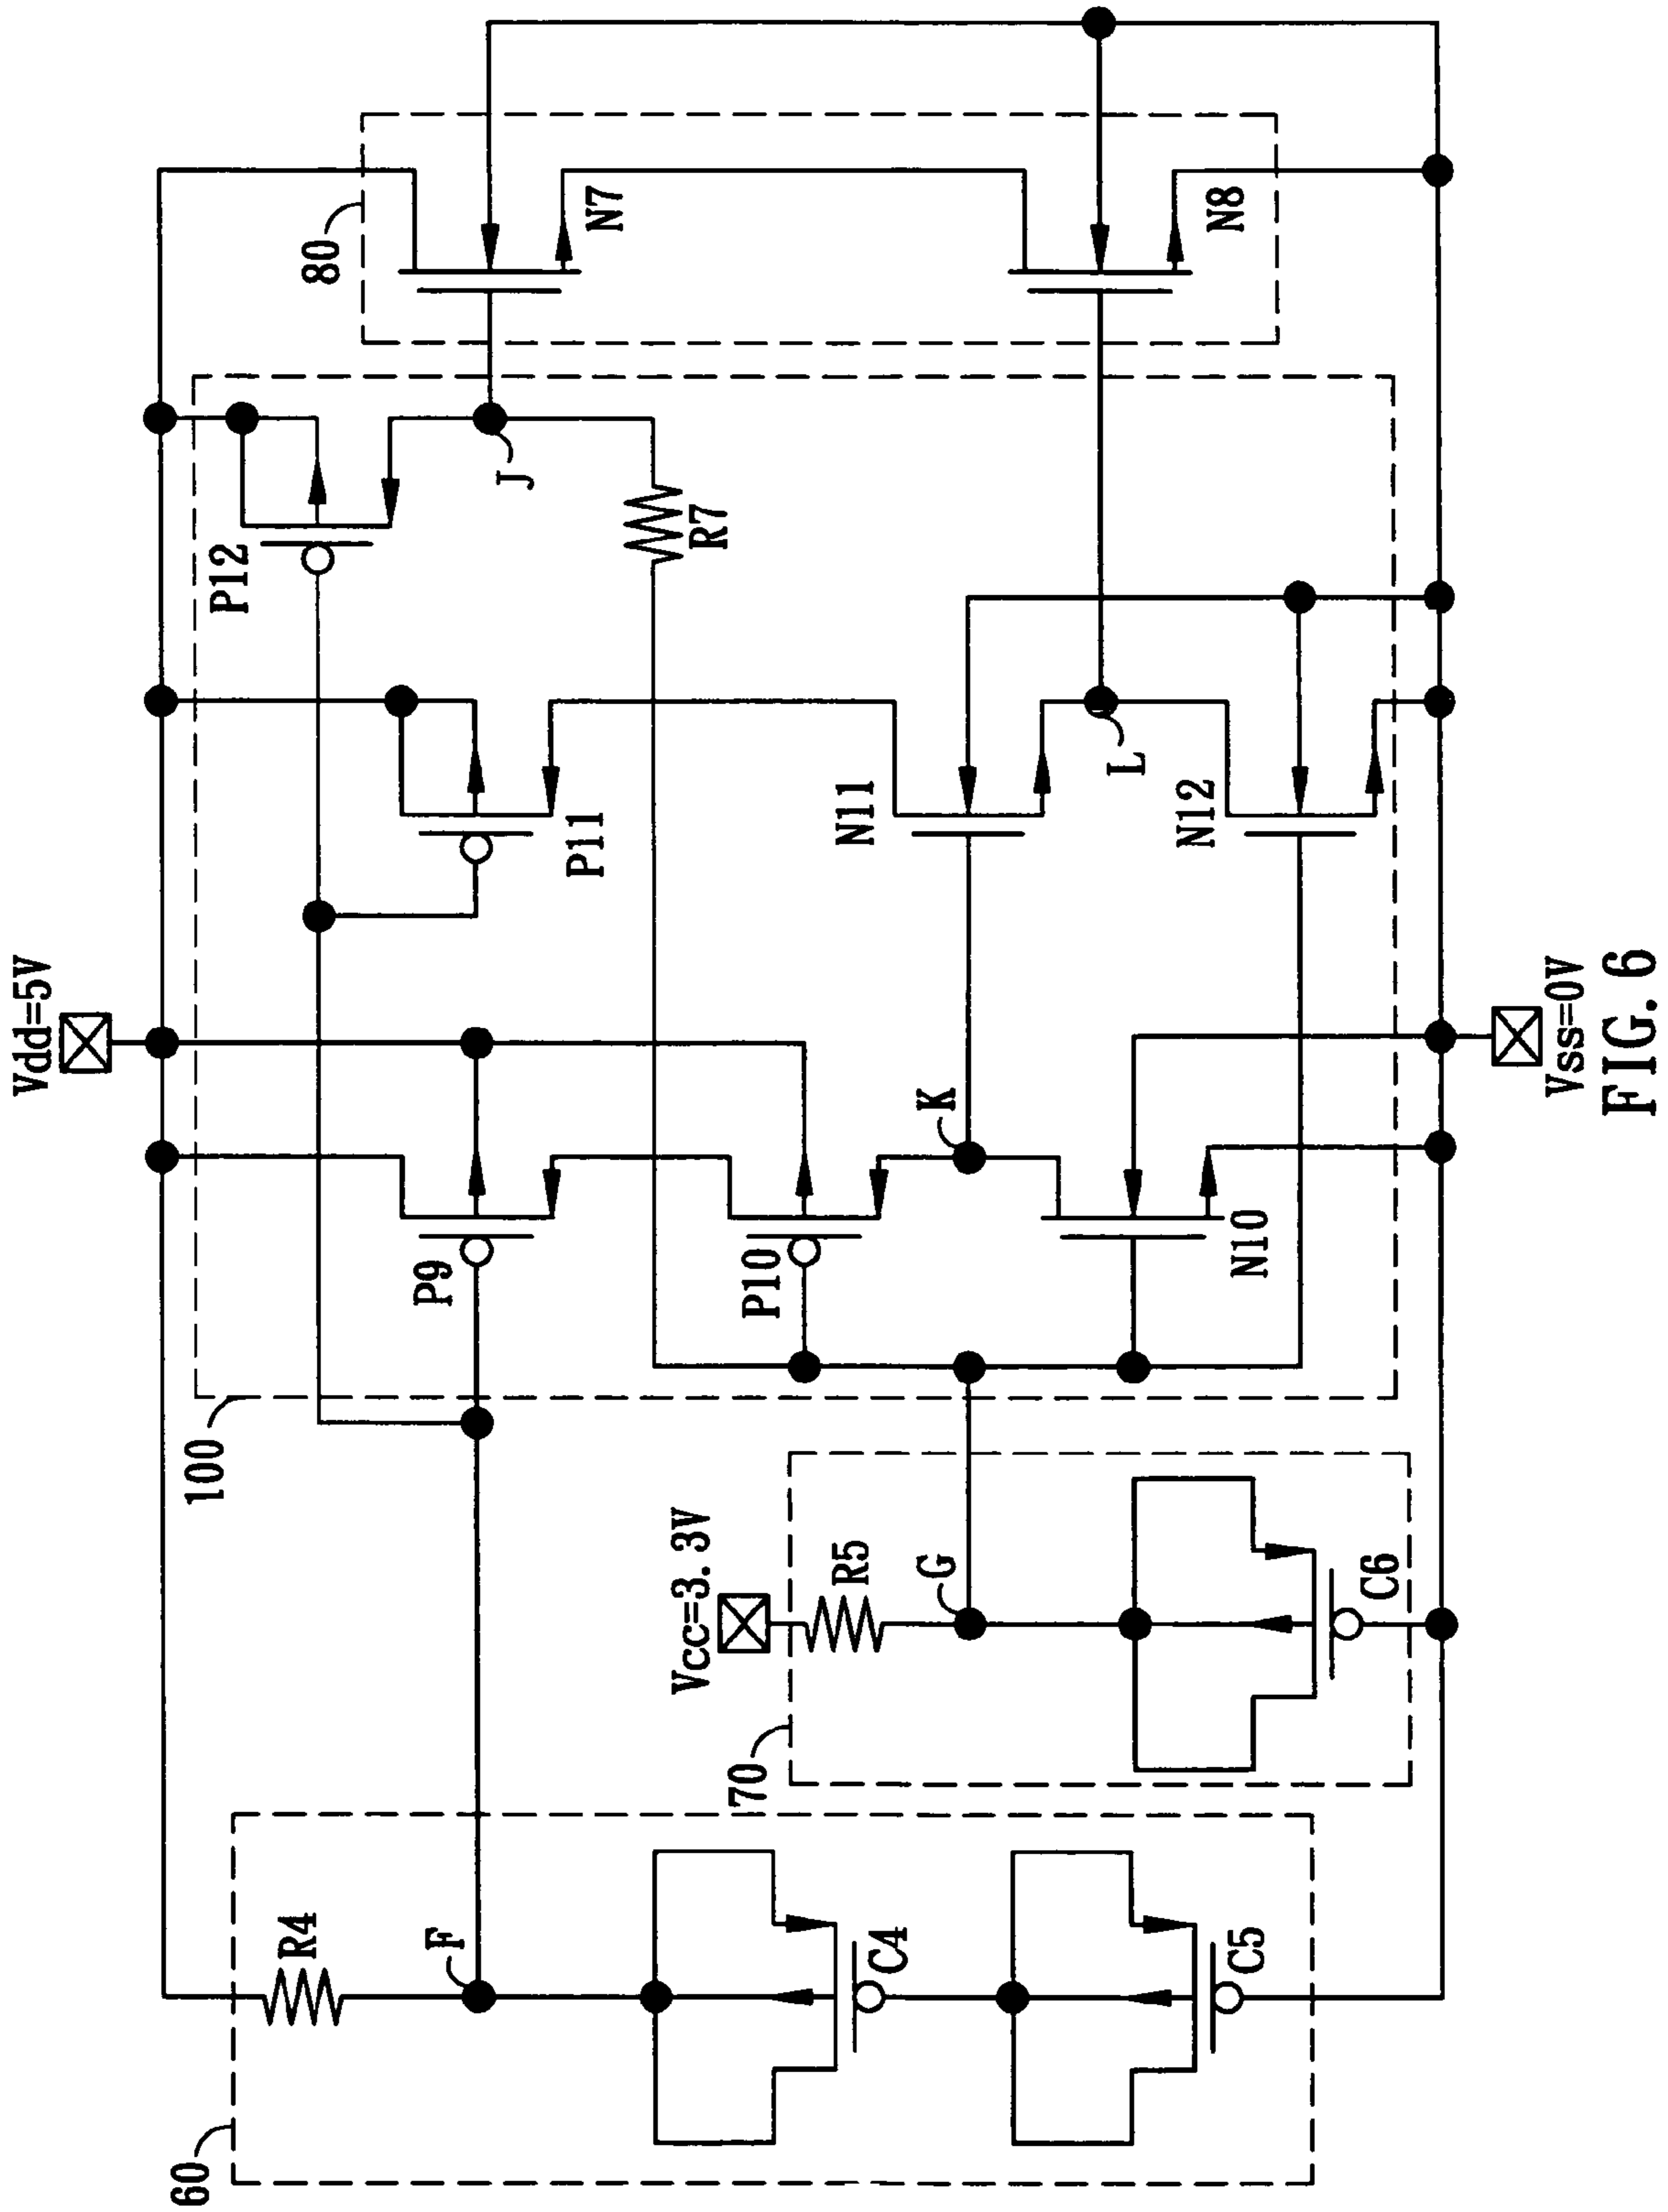 Vdd=5V
80
N7
N8
P12
J
R7
P11
N11
L
N12
P9
P10
K
N10
100
Vcc=3.3V
R5
G
C6
70
R4
F
C4
C5
60
Vss=0V
FIG. 6